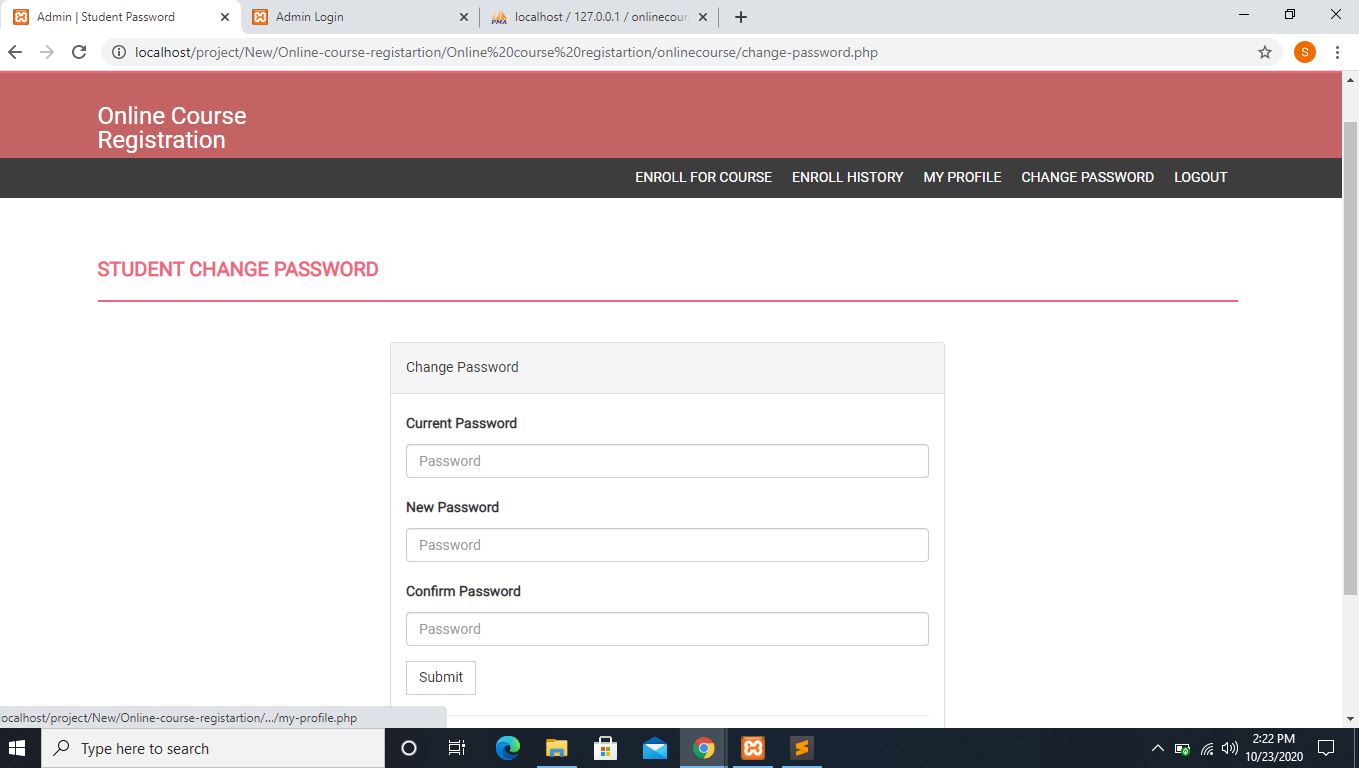 Admin | Student Password
Admin Login
PMA
localhost / 127.0.0.1 / onlinecour
localhost/project/New/Online-course-registartion/Online%20course%20registartion/onlinecourse/change-password.php
S
Online Course
Registration
ENROLL FOR COURSE
ENROLL HISTORY
MY PROFILE
CHANGE PASSWORD
LOGOUT
STUDENT CHANGE PASSWORD
Change Password
Current Password
Password
New Password
Password
Confirm Password
Password
Submit
ocalhost/project/New/Online-course-registartion/.../my-profile.php
Type here to search
2:22 PM
10/23/2020